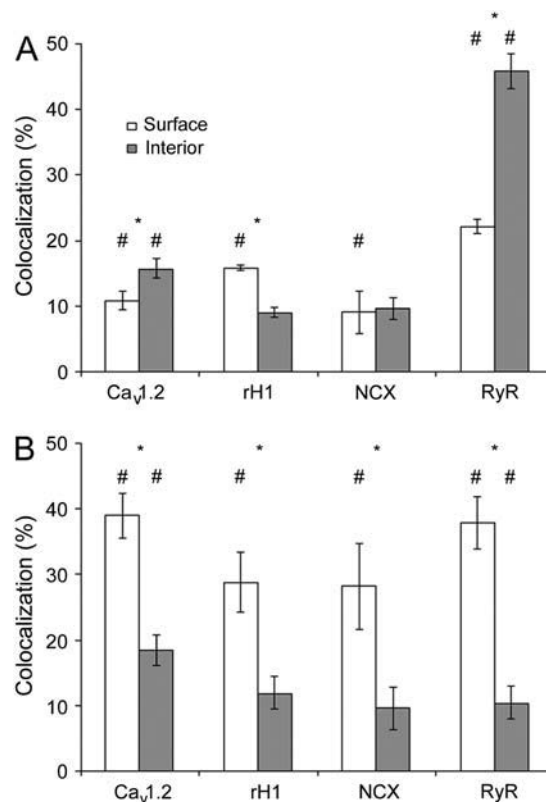 A
*
# #
50
40
30
20
10
0
Colocalization (%)
Surface
Interior
*
# #
# *
#
Caᵥ1.2 rH1 NCX RyR
B
50
40
30
20
10
0
Colocalization (%)
* * * *
# # # # # #
Caᵥ1.2 rH1 NCX RyR